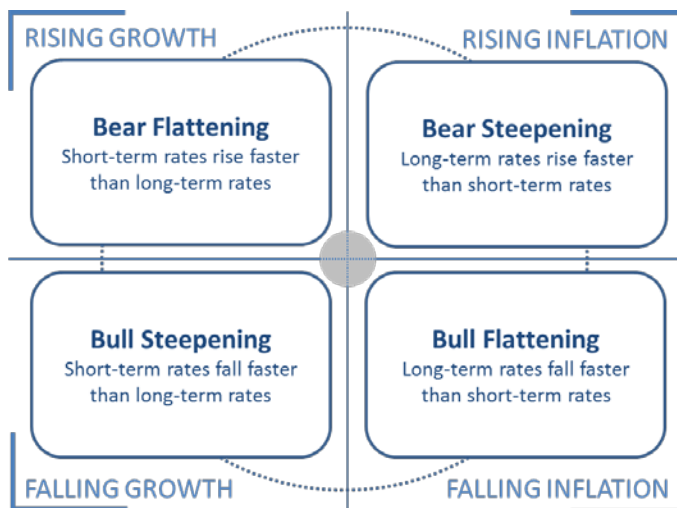 RISING GROWTH
RISING INFLATION
Bear Flattening
Short-term rates rise faster
than long-term rates
Bear Steepening
Long-term rates rise faster
than short-term rates
Bull Steepening
Short-term rates fall faster
than long-term rates
Bull Flattening
Long-term rates fall faster
than short-term rates
FALLING GROWTH
FALLING INFLATION